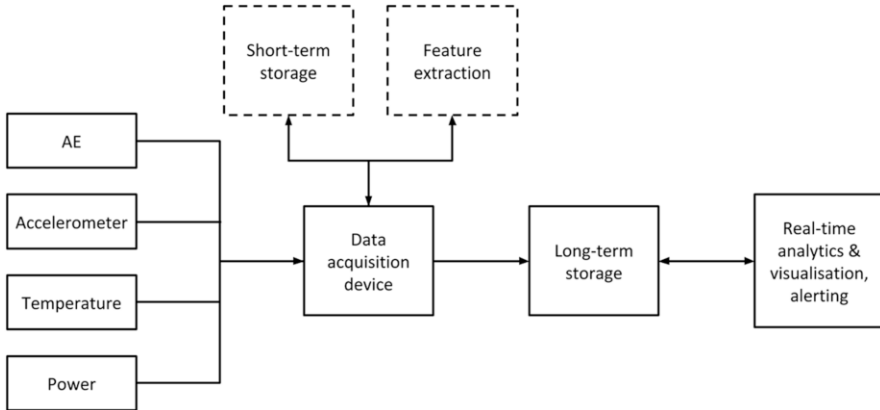 Short-term
storage
Feature
extraction
AE
Accelerometer
Temperature
Power
Data
acquisition
device
Long-term
storage
Real-time
analytics &
visualisation,
alerting